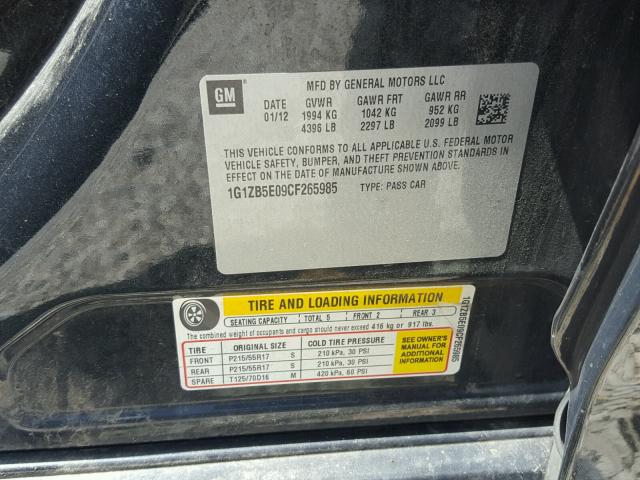 GM ®
MFD BY GENERAL MOTORS LLC
DATE GVWR GAWR FRT GAWR RR
01/12 1994 KG 1042 KG 952 KG
4396 LB 2297 LB 2099 LB
THIS VEHICLE CONFORMS TO ALL APPLICABLE U.S. FEDERAL MOTOR
VEHICLE SAFETY, BUMPER, AND THEFT PREVENTION STANDARDS IN
EFFECT ON THE DATE OF MANUFACTURE SHOWN ABOVE.
1G1ZB5E09CF265985 TYPE: PASS CAR
TIRE AND LOADING INFORMATION
SEATING CAPACITY TOTAL 5 FRONT 2 REAR 3
The combined weight of occupants and cargo should never exceed 416 kg or 917 lbs.
TIRE ORIGINAL SIZE COLD TIRE PRESSURE
FRONT P215/55R17 S 210 kPa, 30 PSI
REAR P215/55R17 S 210 kPa, 30 PSI
SPARE T125/70D16 M 420 kPa, 60 PSI
SEE OWNER'S
MANUAL FOR
ADDITIONAL
INFORMATION
1G1ZB5E09CF265985